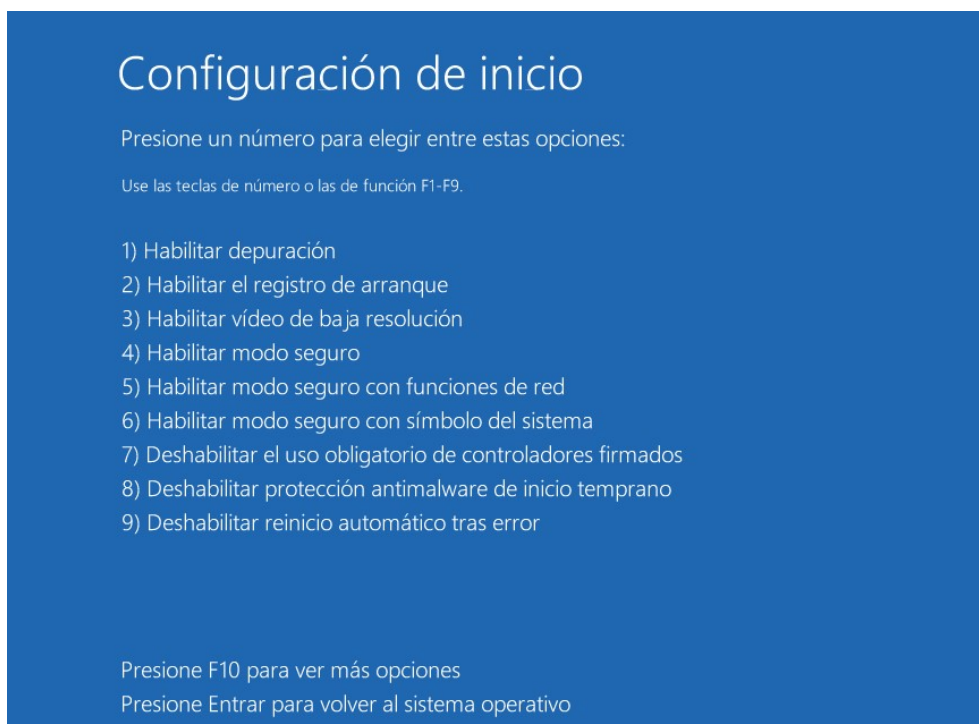 Configuración de inicio
Presione un número para elegir entre estas opciones:
Use las teclas de número o las de función F1-F9.
1) Habilitar depuración
2) Habilitar el registro de arranque
3) Habilitar vídeo de baja resolución
4) Habilitar modo seguro
5) Habilitar modo seguro con funciones de red
6) Habilitar modo seguro con símbolo del sistema
7) Deshabilitar el uso obligatorio de controladores firmados
8) Deshabilitar protección antimalware de inicio temprano
9) Deshabilitar reinicio automático tras error
Presione F10 para ver más opciones
Presione Entrar para volver al sistema operativo